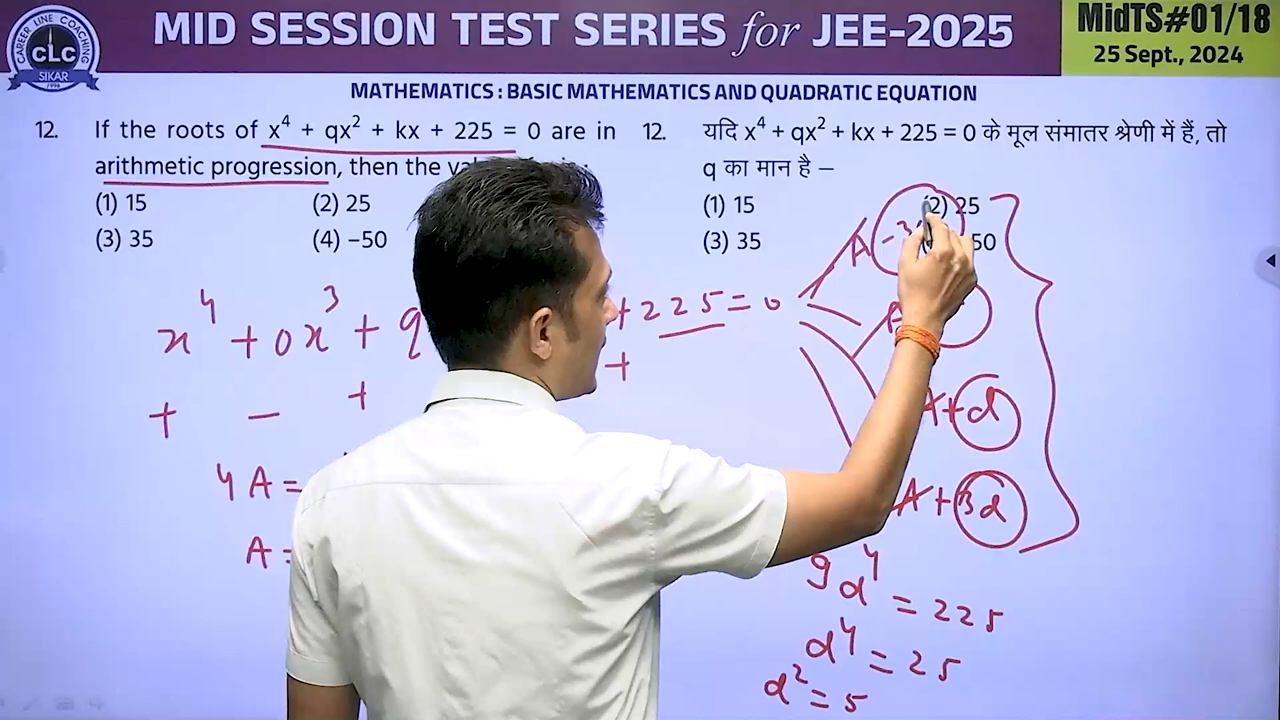 CAREER LINE COACHING
CLC
SIKAR
1996
MID SESSION TEST SERIES for JEE-2025
MidTS#01/18
25 Sept., 2024
MATHEMATICS : BASIC MATHEMATICS AND QUADRATIC EQUATION
12. If the roots of x⁴ + qx² + kx + 225 = 0 are in
arithmetic progression, then the
(1) 15 (2) 25
(3) 35 (4) −50
12. यदि x⁴ + qx² + kx + 225 = 0 के मूल समांतर श्रेणी में हैं, तो
q का मान है –
(1) 15 (2) 25
(3) 35 50
x⁴ + 0x³ + q + 225 = 0
+ − + +
4A =
A =
A -3
A
A + d
A + 3d
9d⁴ = 225
d⁴ = 25
d² = 5